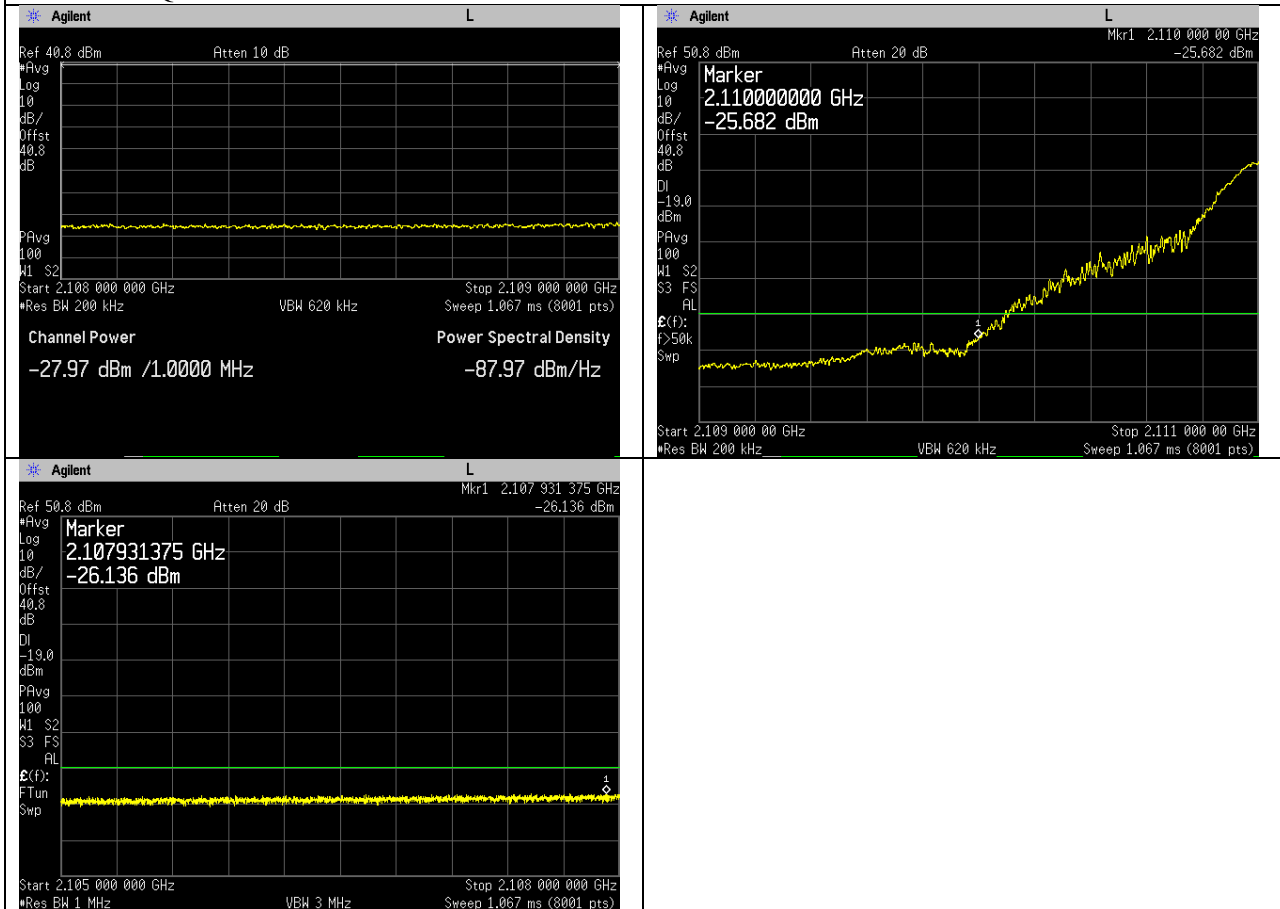 Agilent L
Ref 40.8 dBm Atten 10 dB
#Avg
Log
10
dB/
Offst
40.8
dB
PAvg
100
W1 S2
Start 2.108 000 000 GHz Stop 2.109 000 000 GHz
#Res BW 200 kHz VBW 620 kHz Sweep 1.067 ms (8001 pts)
Channel Power Power Spectral Density
-27.97 dBm /1.0000 MHz -87.97 dBm/Hz
Agilent L
Mkr1 2.110 000 00 GHz
Ref 50.8 dBm Atten 20 dB -25.682 dBm
#Avg
Log
10
dB/
Offst
40.8
dB
DI
-19.0
dBm
PAvg
100
W1 S2
S3 FS
AL
£(f):
f>50k
Swp
Marker
2.110000000 GHz
-25.682 dBm
1
Start 2.109 000 00 GHz Stop 2.111 000 00 GHz
#Res BW 200 kHz VBW 620 kHz Sweep 1.067 ms (8001 pts)
Agilent L
Mkr1 2.107 931 375 GHz
Ref 50.8 dBm Atten 20 dB -26.136 dBm
#Avg
Log
10
dB/
Offst
40.8
dB
DI
-19.0
dBm
PAvg
100
W1 S2
S3 FS
AL
£(f):
FTun
Swp
Marker
2.107931375 GHz
-26.136 dBm
1
Start 2.105 000 000 GHz Stop 2.108 000 000 GHz
#Res BW 1 MHz VBW 3 MHz Sweep 1.067 ms (8001 pts)